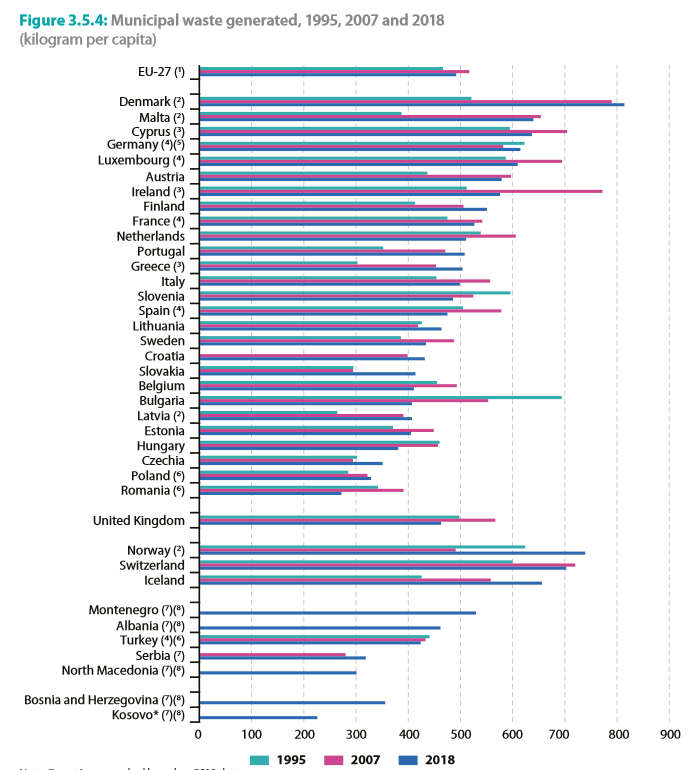 Figure 3.5.4: Municipal waste generated, 1995, 2007 and 2018
(kilogram per capita)
EU-27 (¹)
Denmark (²)
Malta (²)
Cyprus (³)
Germany (⁴)(⁵)
Luxembourg (⁴)
Austria
Ireland (³)
Finland
France (⁴)
Netherlands
Portugal
Greece (³)
Italy
Slovenia
Spain (⁴)
Lithuania
Sweden
Croatia
Slovakia
Belgium
Bulgaria
Latvia (²)
Estonia
Hungary
Czechia
Poland (⁶)
Romania (⁶)
United Kingdom
Norway (²)
Switzerland
Iceland
Montenegro (⁷)(⁸)
Albania (⁷)(⁸)
Turkey (⁴)(⁶)
Serbia (⁷)
North Macedonia (⁷)(⁸)
Bosnia and Herzegovina (⁷)(⁸)
Kosovo* (⁷)(⁸)
0 100 200 300 400 500 600 700 800 900
1995 2007 2018